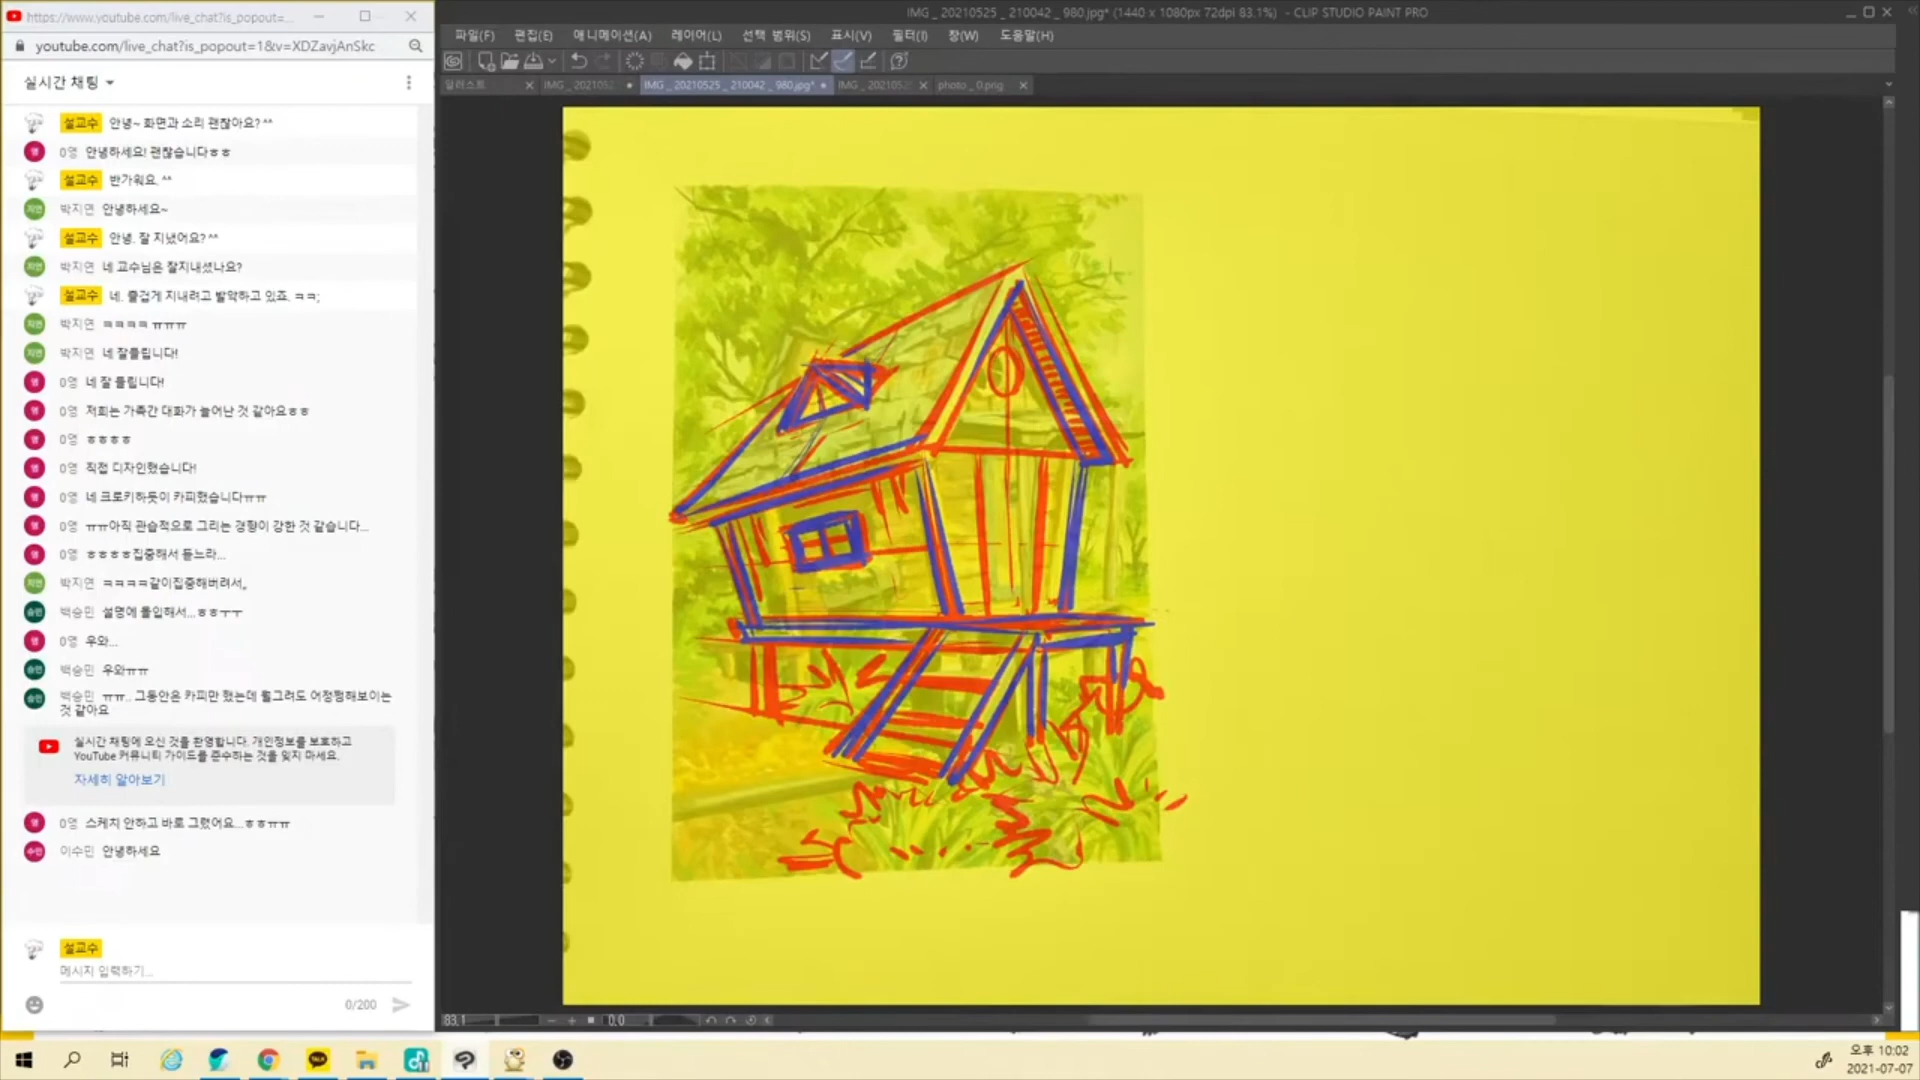 https://www.youtube.com/live_chat?is_popout=...
youtube.com/live_chat?is_popout=1&v=XDZavjAnSkc
실시간 채팅
설교수 안녕~ 화면과 소리 괜찮아요? ^^
0영 안녕하세요! 괜찮습니다ㅎㅎ
설교수 반가워요. ^^
박지연 안녕하세요~
설교수 안녕. 잘 지냈어요? ^^
박지연 네 교수님은 잘지내셨나요?
설교수 네. 즐겁게 지내려고 발악하고 있죠. ㅋㅋ;
박지연 ㅋㅋㅋㅋ ㅠㅠㅠ
박지연 네 잘들립니다!
0영 네 잘 들립니다!
0영 저희는 가족간 대화가 늘어난 것 같아요ㅎㅎ
0영 ㅎㅎㅎㅎ
0영 직접 디자인했습니다!
0영 네 크로키하듯이 카피했습니다ㅠㅠ
0영 ㅠㅠ아직 관습적으로 그리는 경향이 강한 것 같습니다...
0영 ㅎㅎㅎㅎ집중해서 듣느라...
박지연 ㅋㅋㅋㅋ같이집중해버려서,,
백승민 설명에 몰입해서...ㅎㅎㅜㅜ
0영 우와...
백승민 우와ㅠㅠ
백승민 ㅠㅠ.. 그동안은 카피만 했는데 뭘그려도 어정쩡해보이는
것 같아요
실시간 채팅에 오신 것을 환영합니다. 개인정보를 보호하고
YouTube 커뮤니티 가이드를 준수하는 것을 잊지 마세요.
자세히 알아보기
0영 스케치 안하고 바로 그렸어요...ㅎㅎㅠㅠ
이수민 안녕하세요
설교수
메시지 입력하기...
0/200
IMG _ 20210525 _ 210042 _ 980.jpg* (1440 x 1080px 72dpi 83.1%) - CLIP STUDIO PAINT PRO
파일(F) 편집(E) 애니메이션(A) 레이어(L) 선택 범위(S) 표시(V) 필터(I) 창(W) 도움말(H)
일러스트 IMG _ 2021052 IMG _ 20210525 _ 210042 _ 980.jpg* IMG _ 2021052 photo _ 0.png
83.1 0.0
오후 10:02
2021-07-07